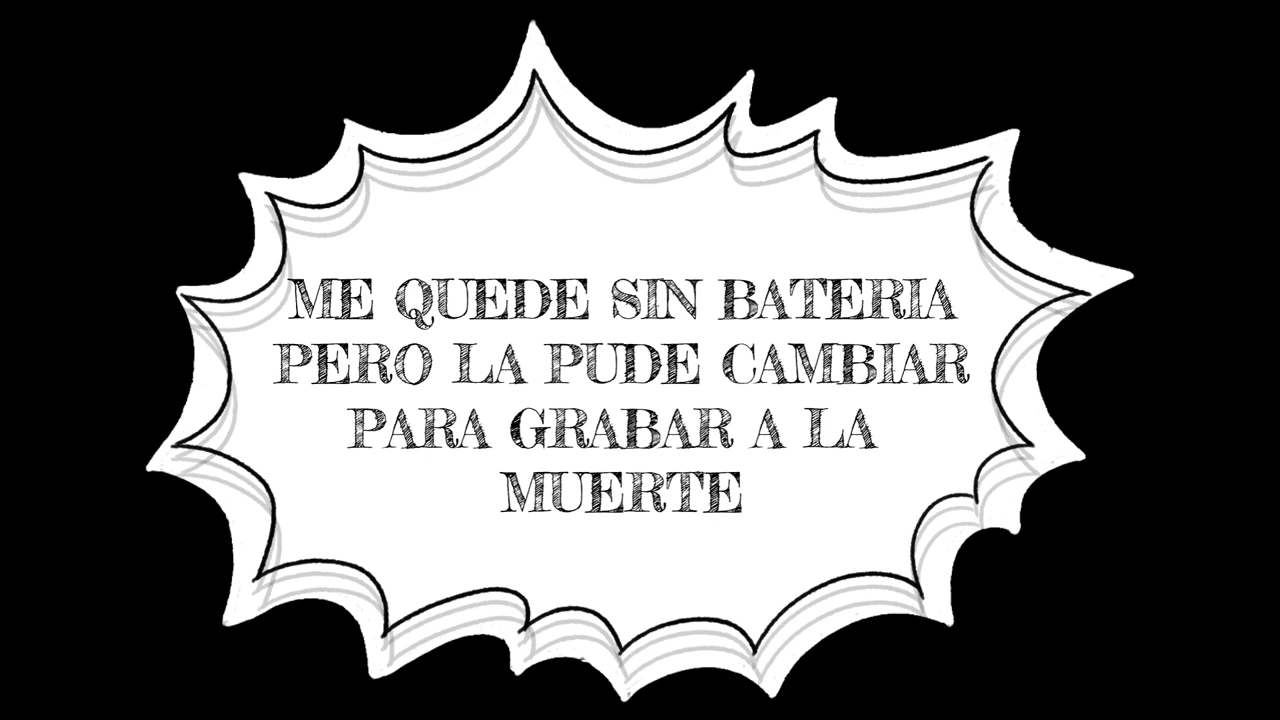 ME QUEDE SIN BATERIA
PERO LA PUDE CAMBIAR
PARA GRABAR A LA
MUERTE